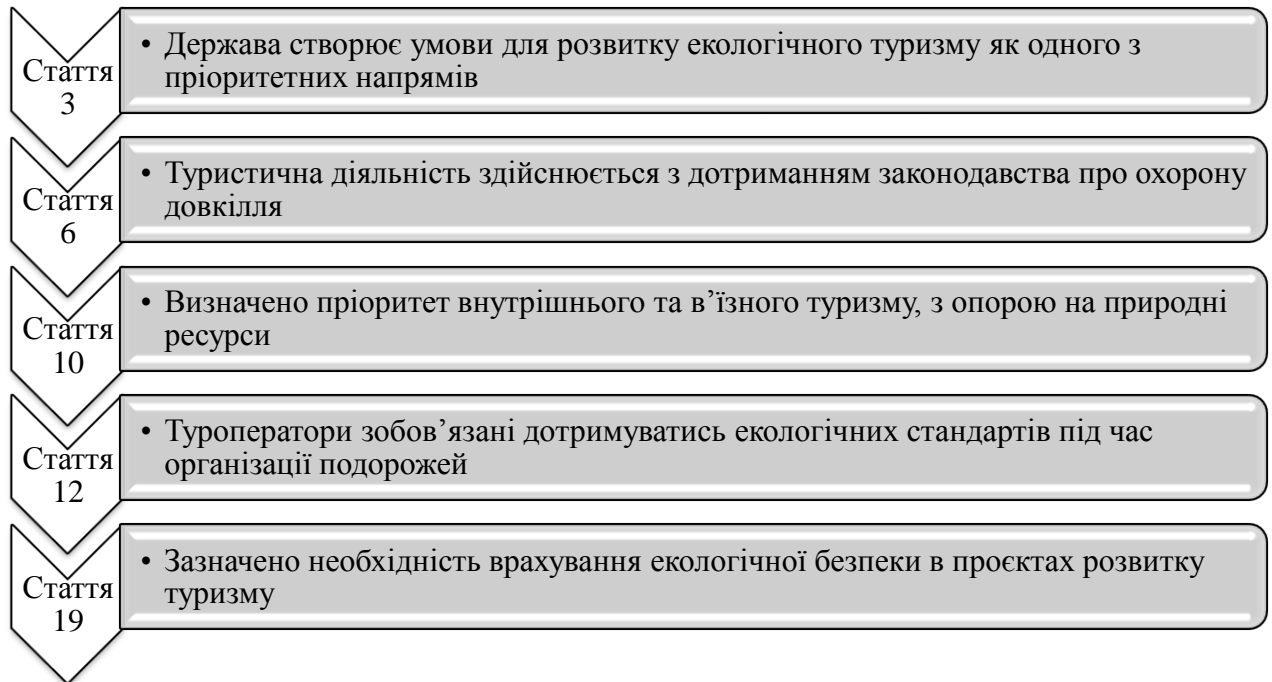 Стаття
3
• Держава створює умови для розвитку екологічного туризму як одного з
пріоритетних напрямів
Стаття
6
• Туристична діяльність здійснюється з дотриманням законодавства про охорону
довкілля
Стаття
10
• Визначено пріоритет внутрішнього та в’їзного туризму, з опорою на природні
ресурси
Стаття
12
• Туроператори зобов’язані дотримуватись екологічних стандартів під час
організації подорожей
Стаття
19
• Зазначено необхідність врахування екологічної безпеки в проєктах розвитку
туризму